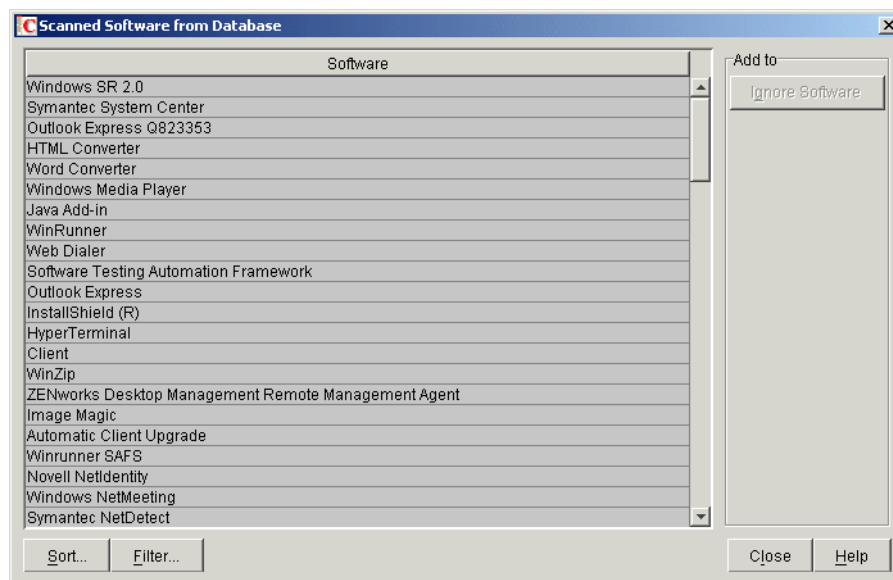 Scanned Software from Database
Software
Windows SR 2.0
Symantec System Center
Outlook Express Q823353
HTML Converter
Word Converter
Windows Media Player
Java Add-in
WinRunner
Web Dialer
Software Testing Automation Framework
Outlook Express
InstallShield (R)
HyperTerminal
Client
WinZip
ZENworks Desktop Management Remote Management Agent
Image Magic
Automatic Client Upgrade
Winrunner SAFS
Novell NetIdentity
Windows NetMeeting
Symantec NetDetect
Add to
Ignore Software
Sort...
Filter...
Close
Help